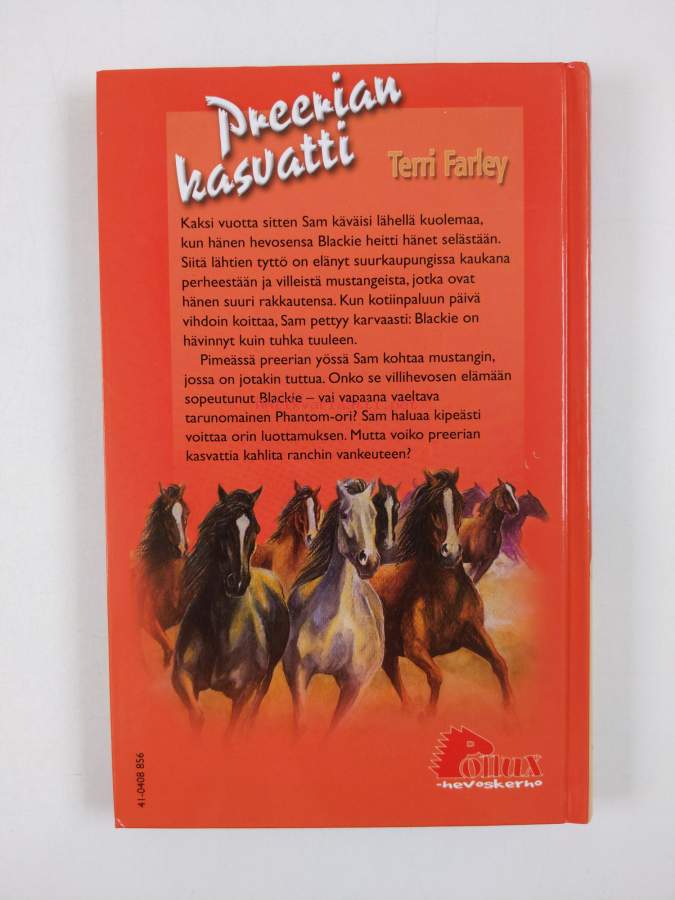 Preerian
kasvatti
Terri Farley
Kaksi vuotta sitten Sam käväisi lähellä kuolemaa,
kun hänen hevosensa Blackie heitti hänet selästään.
Siitä lähtien tyttö on elänyt suurkaupungissa kaukana
perheestään ja villeistä mustangeista, jotka ovat
hänen suuri rakkautensa. Kun kotiinpaluun päivä
vihdoin koittaa, Sam pettyy karvaasti: Blackie on
hävinnyt kuin tuhka tuuleen.
Pimeässä preerian yössä Sam kohtaa mustangin,
jossa on jotakin tuttua. Onko se villihevosen elämään
sopeutunut Blackie – vai vapaana vaeltava
tarunomainen Phantom-ori? Sam haluaa kipeästi
voittaa orin luottamuksen. Mutta voiko preerian
kasvattia kahlita ranchin vankeuteen?
Pollux
-hevoskerho
41-0408 856